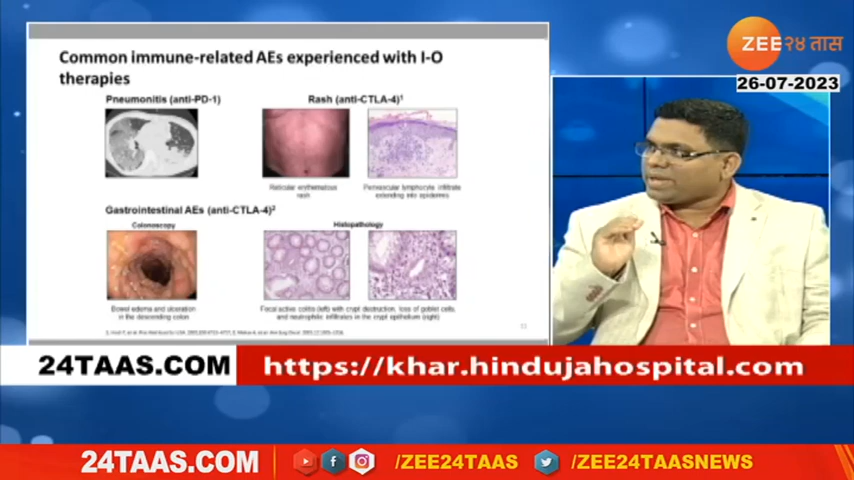 Common immune-related AEs experienced with I-O
therapies
Pneumonitis (anti-PD-1)
Rash (anti-CTLA-4)1
Reticular erythematous
rash
Perivascular lymphocyte infiltrate
extending into epidermis
Gastrointestinal AEs (anti-CTLA-4)2
Colonoscopy
Histopathology
Bowel edema and ulceration
in the descending colon
Focal active colitis (left) with crypt destruction, loss of goblet cells,
and neutrophilic infiltrates in the crypt epithelium (right)
ZEE २४ तास
26-07-2023
24TAAS.COM
https://khar.hindujahospital.com
24TAAS.COM
/ZEE24TAAS
/ZEE24TAASNEWS